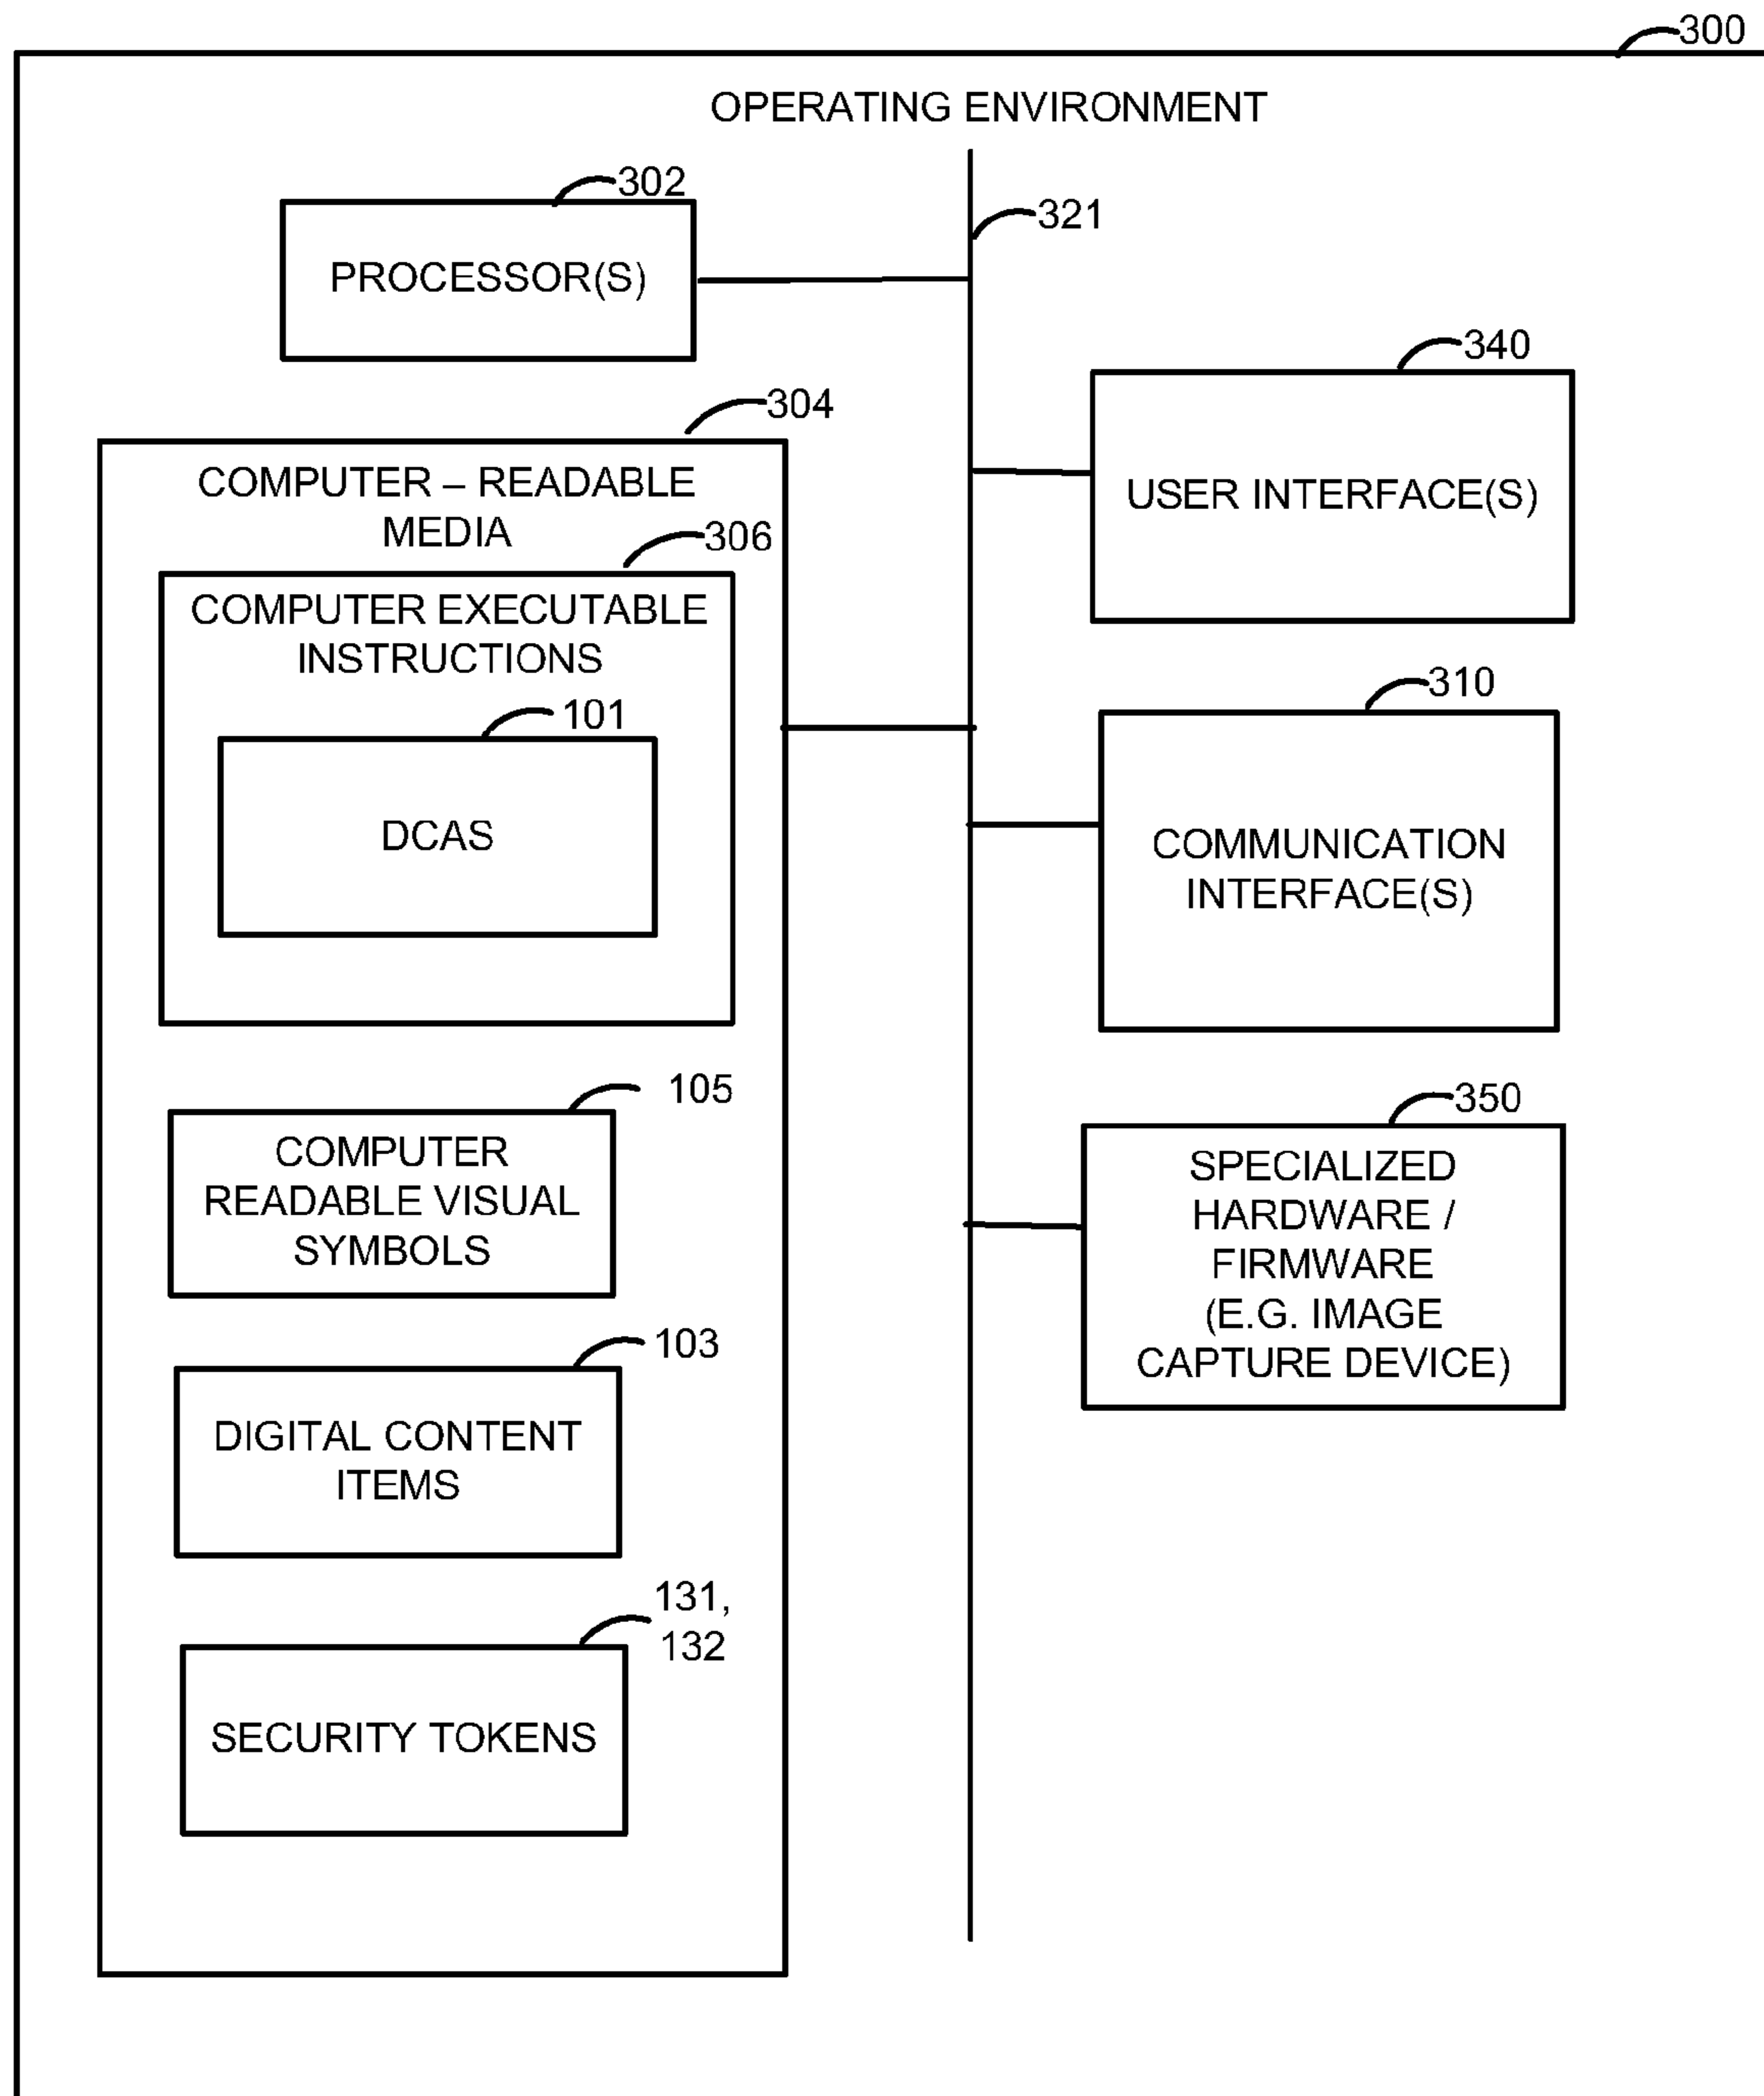 300
OPERATING ENVIRONMENT
302
321
PROCESSOR(S)
340
304
COMPUTER – READABLE
MEDIA
USER INTERFACE(S)
306
COMPUTER EXECUTABLE
INSTRUCTIONS
310
101
DCAS
COMMUNICATION
INTERFACE(S)
105
350
COMPUTER
READABLE VISUAL
SYMBOLS
SPECIALIZED
HARDWARE /
FIRMWARE
(E.G. IMAGE
CAPTURE DEVICE)
103
DIGITAL CONTENT
ITEMS
131,
132
SECURITY TOKENS